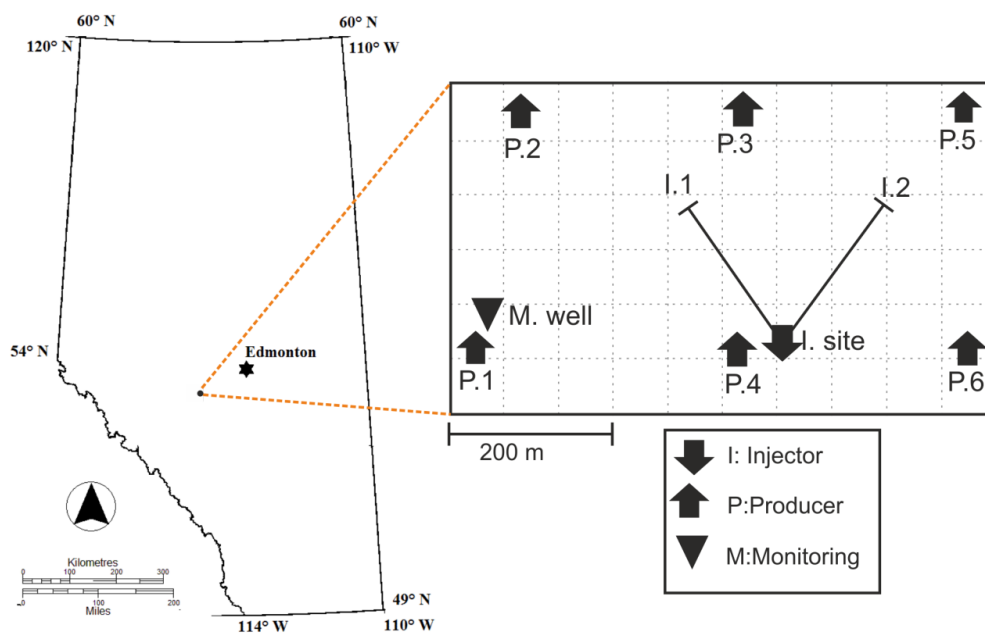 60° N
120° N
60° N
110° W
54° N
Edmonton
49° N
110° W
114° W
Kilometres
0 100 200 300
0 100 200
Miles
P.2
P.3
P.5
I.1
I.2
M. well
I. site
P.1
P.4
P.6
200 m
I: Injector
P:Producer
M:Monitoring